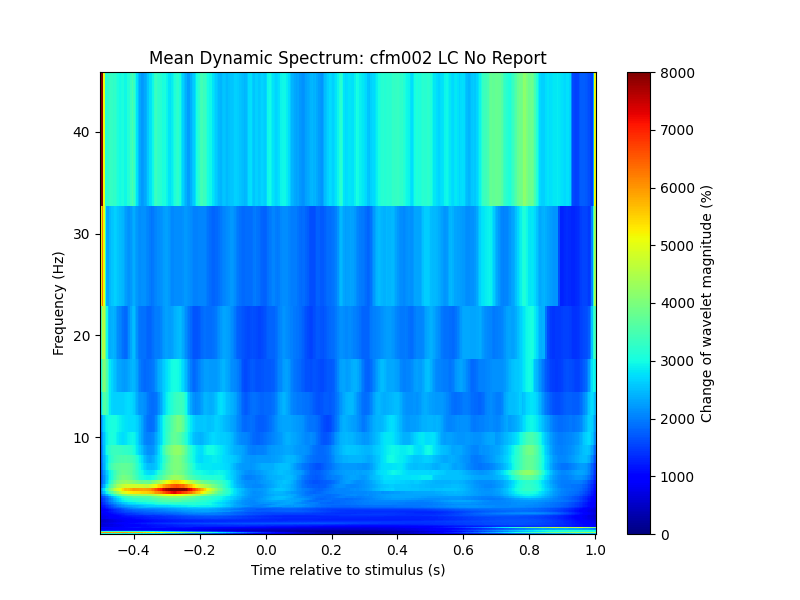 Mean Dynamic Spectrum: cfm002 LC No Report
Frequency (Hz)
40
30
20
10
−0.4 −0.2 0.0 0.2 0.4 0.6 0.8 1.0
Time relative to stimulus (s)
8000
7000
6000
5000
4000
3000
2000
1000
0
Change of wavelet magnitude (%)